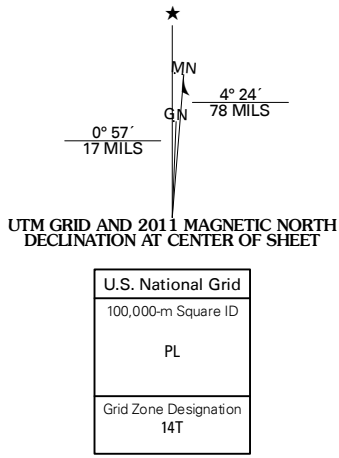 MN
4° 24´
78 MILS
GN
0° 57´
17 MILS
UTM GRID AND 2011 MAGNETIC NORTH
DECLINATION AT CENTER OF SHEET
U.S. National Grid
100,000-m Square ID
PL
Grid Zone Designation
14T